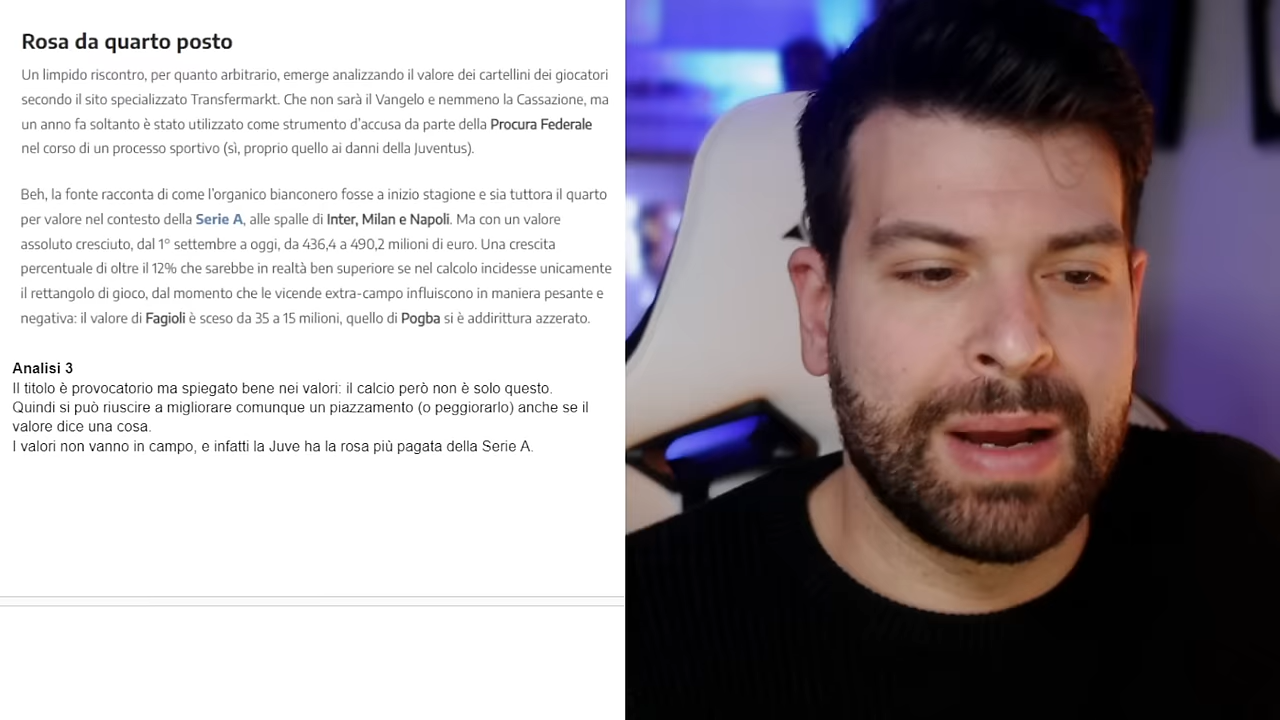 Rosa da quarto posto
Un limpido riscontro, per quanto arbitrario, emerge analizzando il valore dei cartellini dei giocatori
secondo il sito specializzato Transfermarkt. Che non sarà il Vangelo e nemmeno la Cassazione, ma
un anno fa soltanto è stato utilizzato come strumento d'accusa da parte della Procura Federale
nel corso di un processo sportivo (sì, proprio quello ai danni della Juventus).
Beh, la fonte racconta di come l'organico bianconero fosse a inizio stagione e sia tuttora il quarto
per valore nel contesto della Serie A, alle spalle di Inter, Milan e Napoli. Ma con un valore
assoluto cresciuto, dal 1° settembre a oggi, da 436,4 a 490,2 milioni di euro. Una crescita
percentuale di oltre il 12% che sarebbe in realtà ben superiore se nel calcolo incidesse unicamente
il rettangolo di gioco, dal momento che le vicende extra-campo influiscono in maniera pesante e
negativa: il valore di Fagioli è sceso da 35 a 15 milioni, quello di Pogba si è addirittura azzerato.
Analisi 3
Il titolo è provocatorio ma spiegato bene nei valori: il calcio però non è solo questo.
Quindi si può riuscire a migliorare comunque un piazzamento (o peggiorarlo) anche se il
valore dice una cosa.
I valori non vanno in campo, e infatti la Juve ha la rosa più pagata della Serie A.